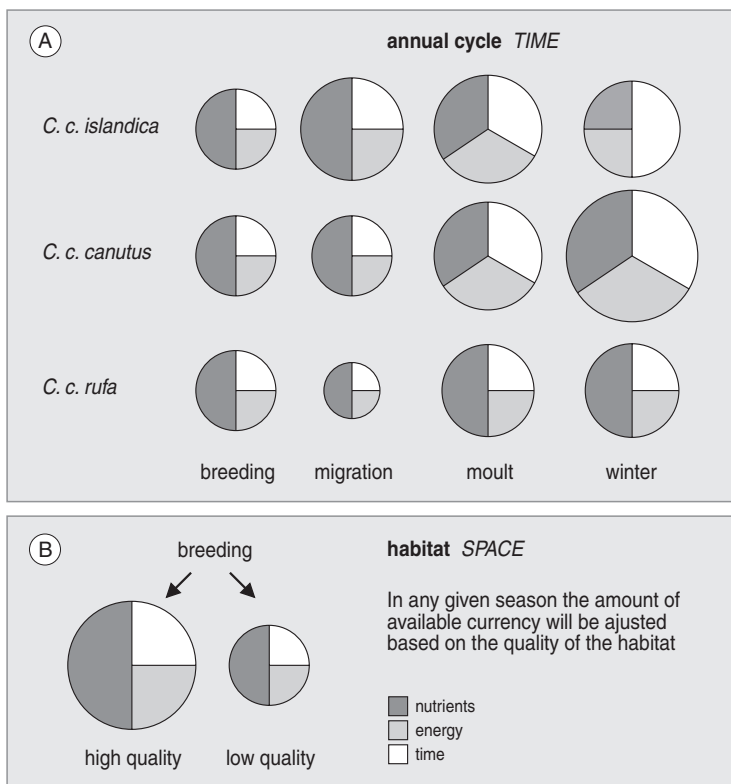 A
annual cycle TIME
C. c. islandica
C. c. canutus
C. c. rufa
breeding migration moult winter
B
breeding
high quality low quality
habitat SPACE
In any given season the amount of
available currency will be ajusted
based on the quality of the habitat
nutrients
energy
time